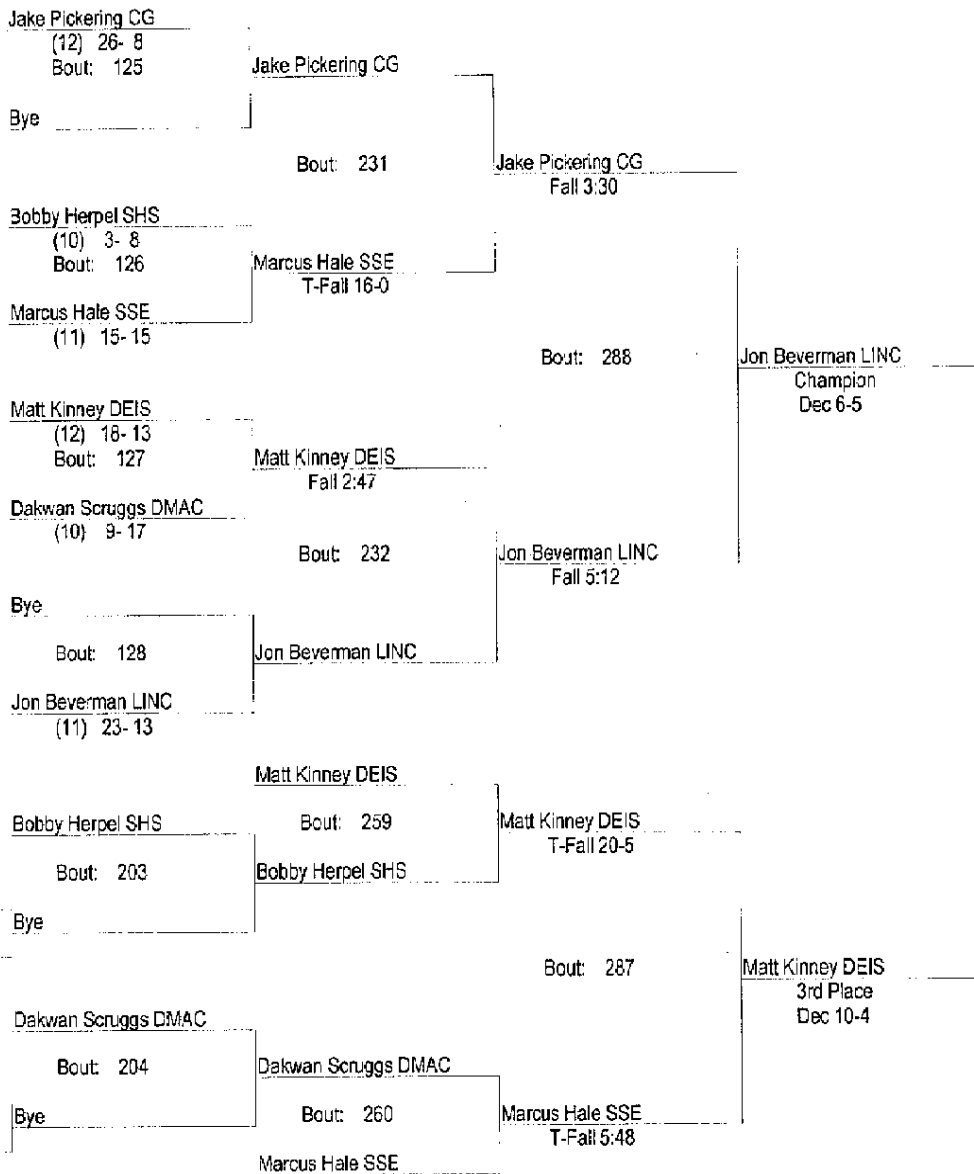 Jake Pickering CG
(12) 26- 8
Bout: 125
Jake Pickering CG
Bye
Bout: 231
Jake Pickering CG
Fall 3:30
Bobby Herpel SHS
(10) 3- 8
Bout: 126
Marcus Hale SSE
T-Fall 16-0
Marcus Hale SSE
(11) 15- 15
Bout: 288
Jon Beverman LINC
Champion
Dec 6-5
Matt Kinney DEIS
(12) 18- 13
Bout: 127
Matt Kinney DEIS
Fall 2:47
Dakwan Scruggs DMAC
(10) 9- 17
Bout: 232
Jon Beverman LINC
Fall 5:12
Bye
Bout: 128
Jon Beverman LINC
Jon Beverman LINC
(11) 23- 13
Matt Kinney DEIS
Bobby Herpel SHS
Bout: 259
Matt Kinney DEIS
T-Fall 20-5
Bout: 203
Bobby Herpel SHS
Bye
Bout: 287
Matt Kinney DEIS
3rd Place
Dec 10-4
Dakwan Scruggs DMAC
Bout: 204
Dakwan Scruggs DMAC
Bye
Bout: 260
Marcus Hale SSE
T-Fall 5:48
Marcus Hale SSE